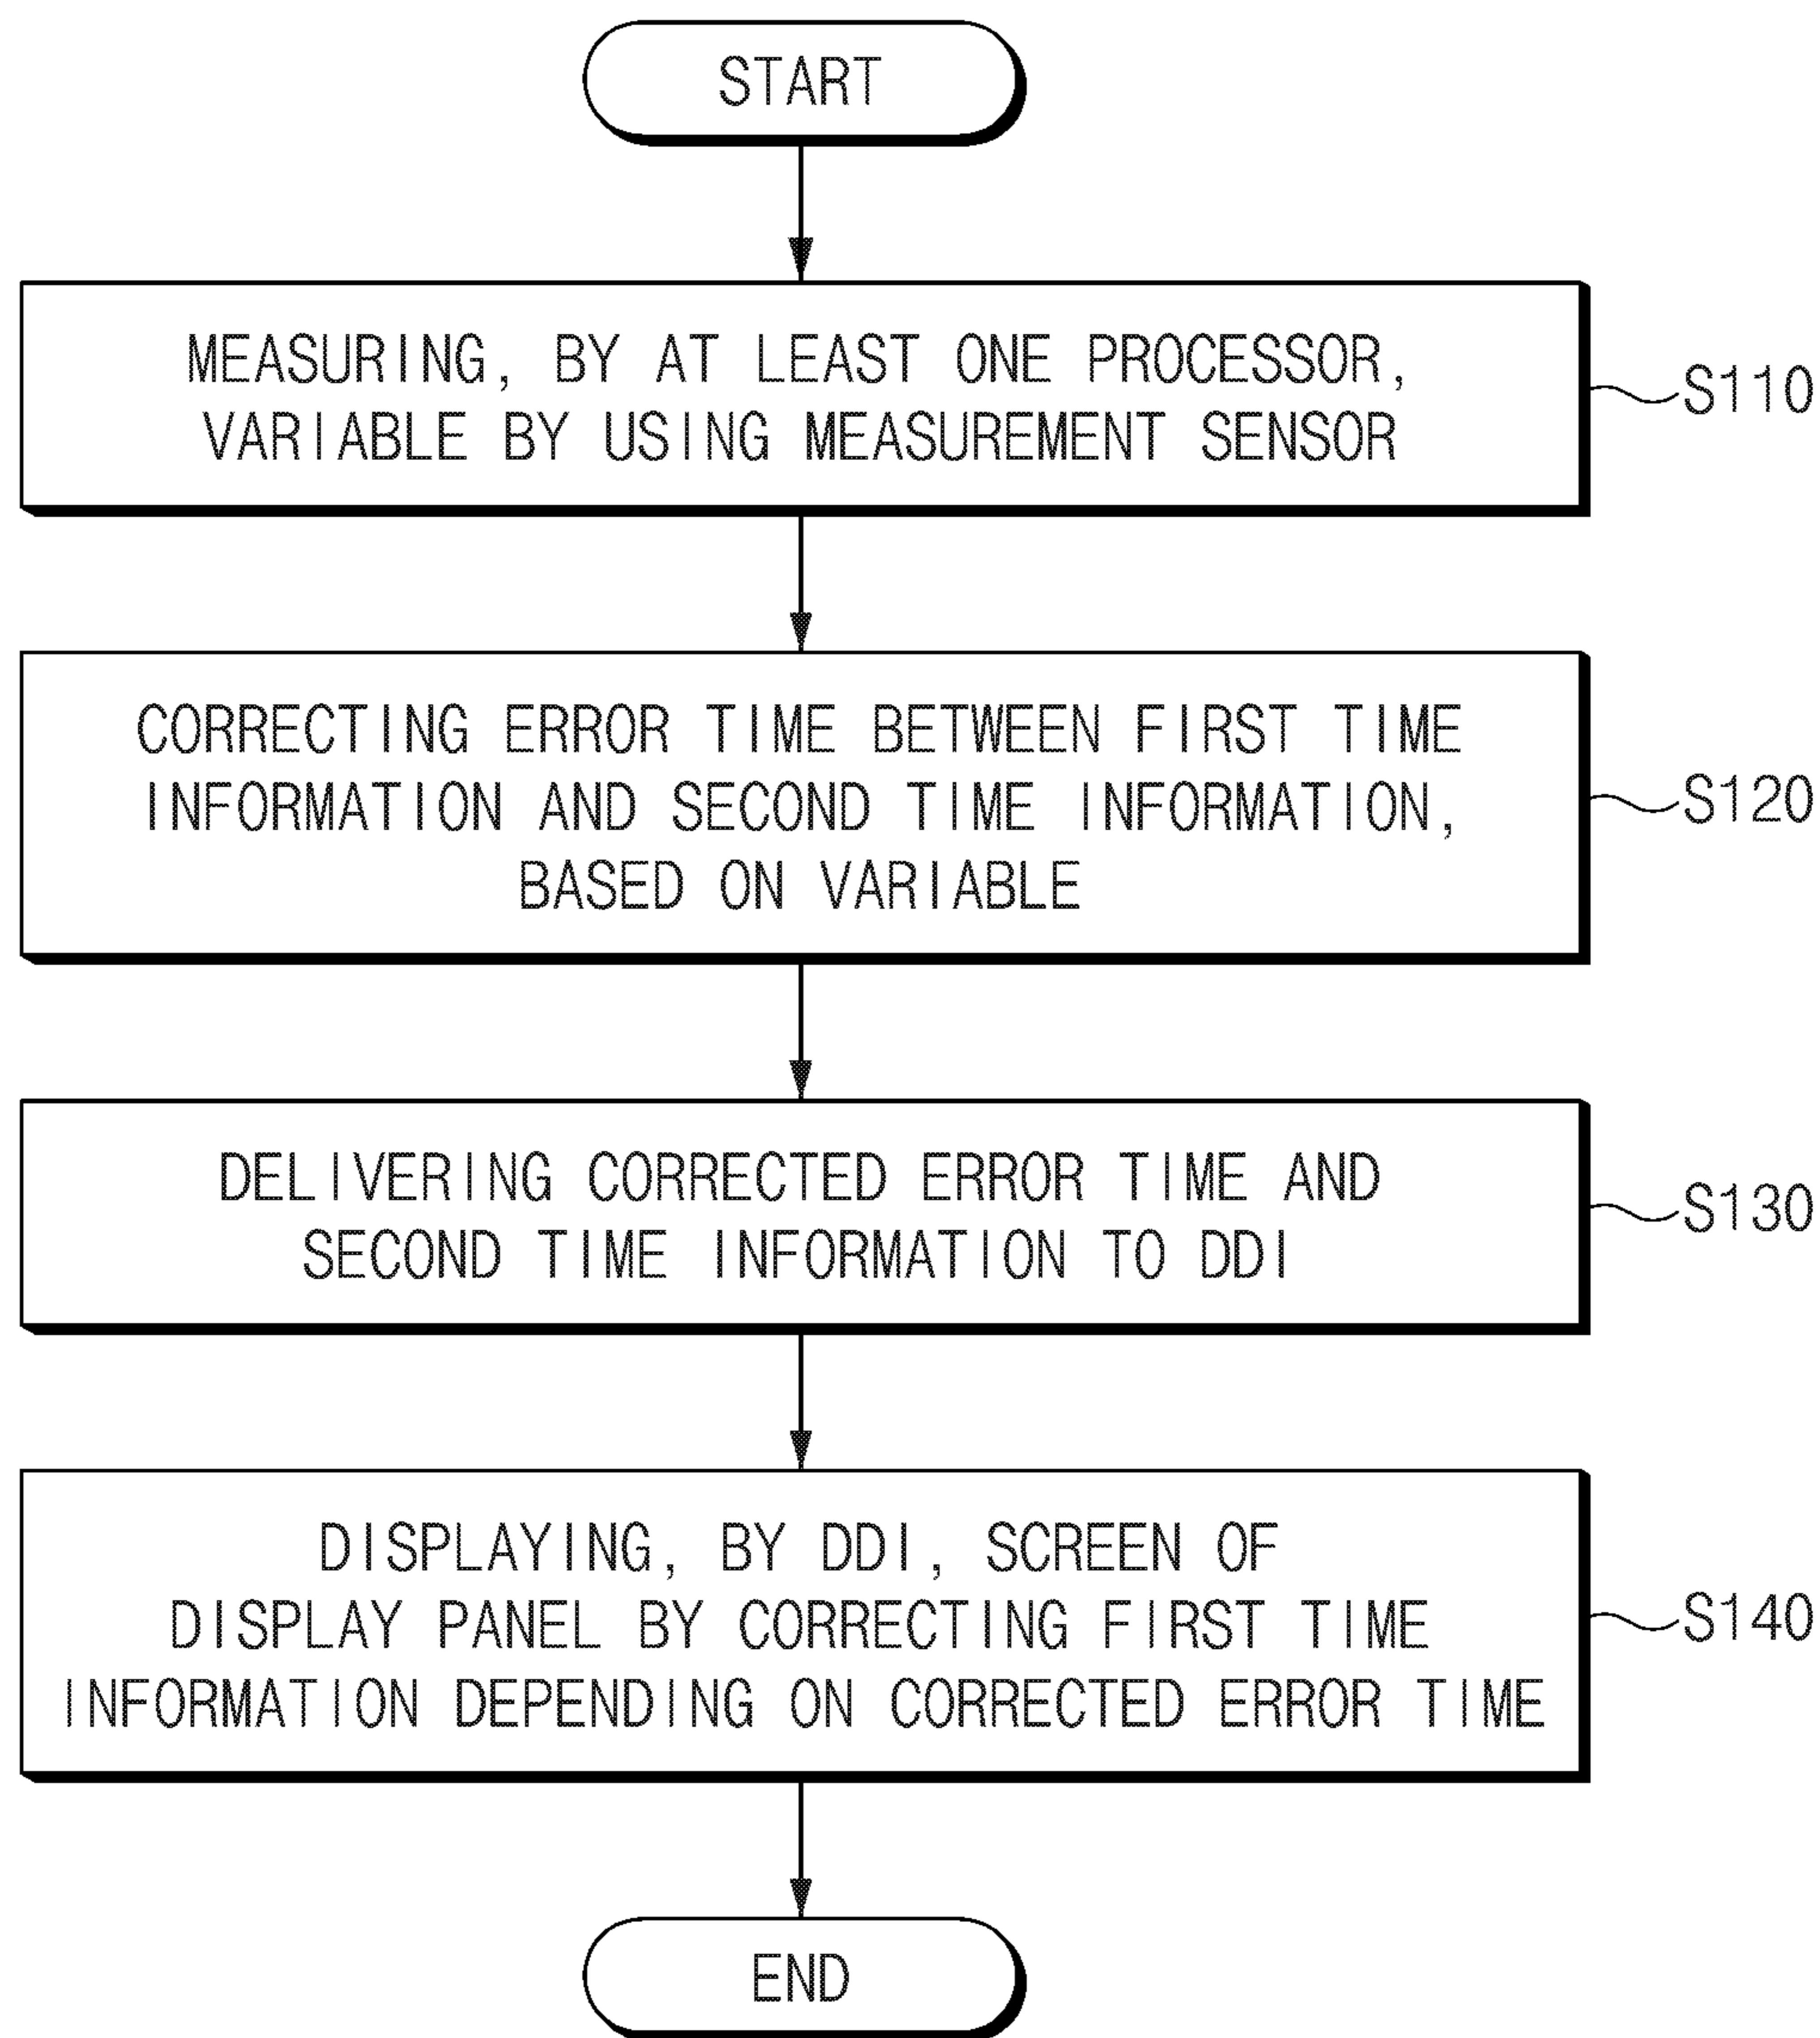 START
MEASURING, BY AT LEAST ONE PROCESSOR,
VARIABLE BY USING MEASUREMENT SENSOR
S110
CORRECTING ERROR TIME BETWEEN FIRST TIME
INFORMATION AND SECOND TIME INFORMATION,
BASED ON VARIABLE
S120
DELIVERING CORRECTED ERROR TIME AND
SECOND TIME INFORMATION TO DDI
S130
DISPLAYING, BY DDI, SCREEN OF
DISPLAY PANEL BY CORRECTING FIRST TIME
INFORMATION DEPENDING ON CORRECTED ERROR TIME
S140
END